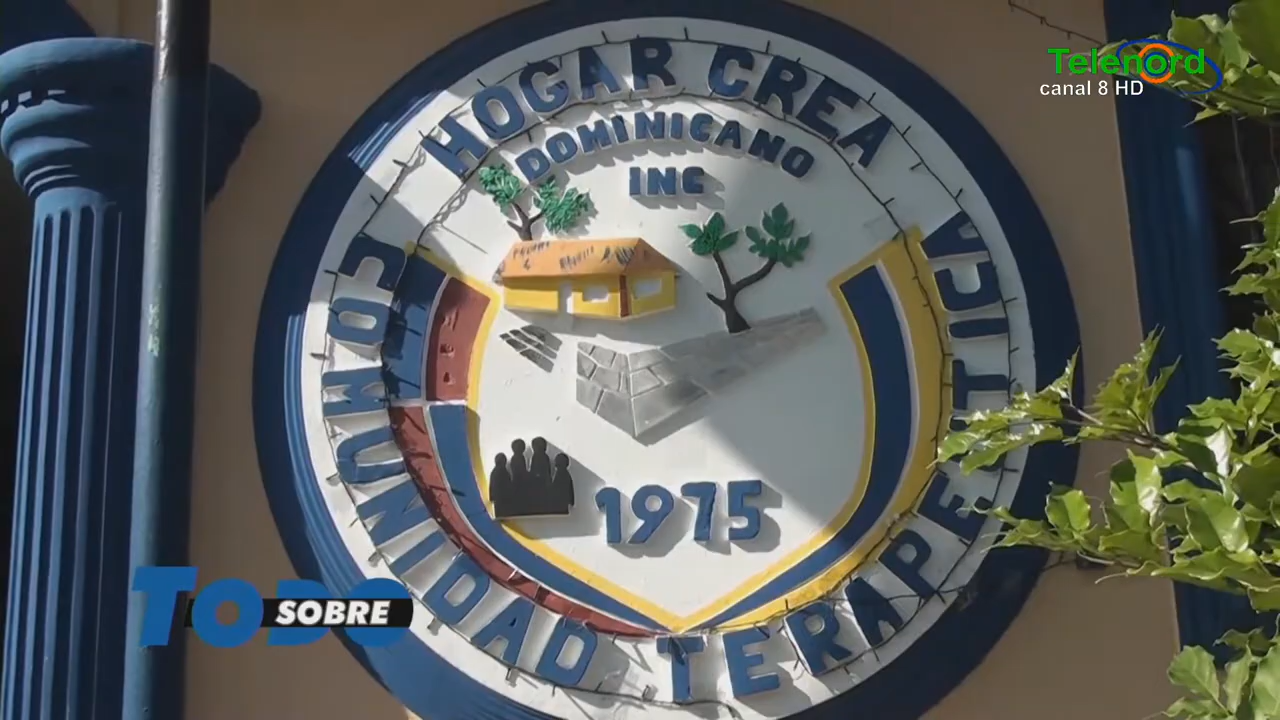 Telenord
canal 8 HD
HOGAR CREA
DOMINICANO
INC
1975
COMUNIDAD TERAPEUTICA
TODO
SOBRE